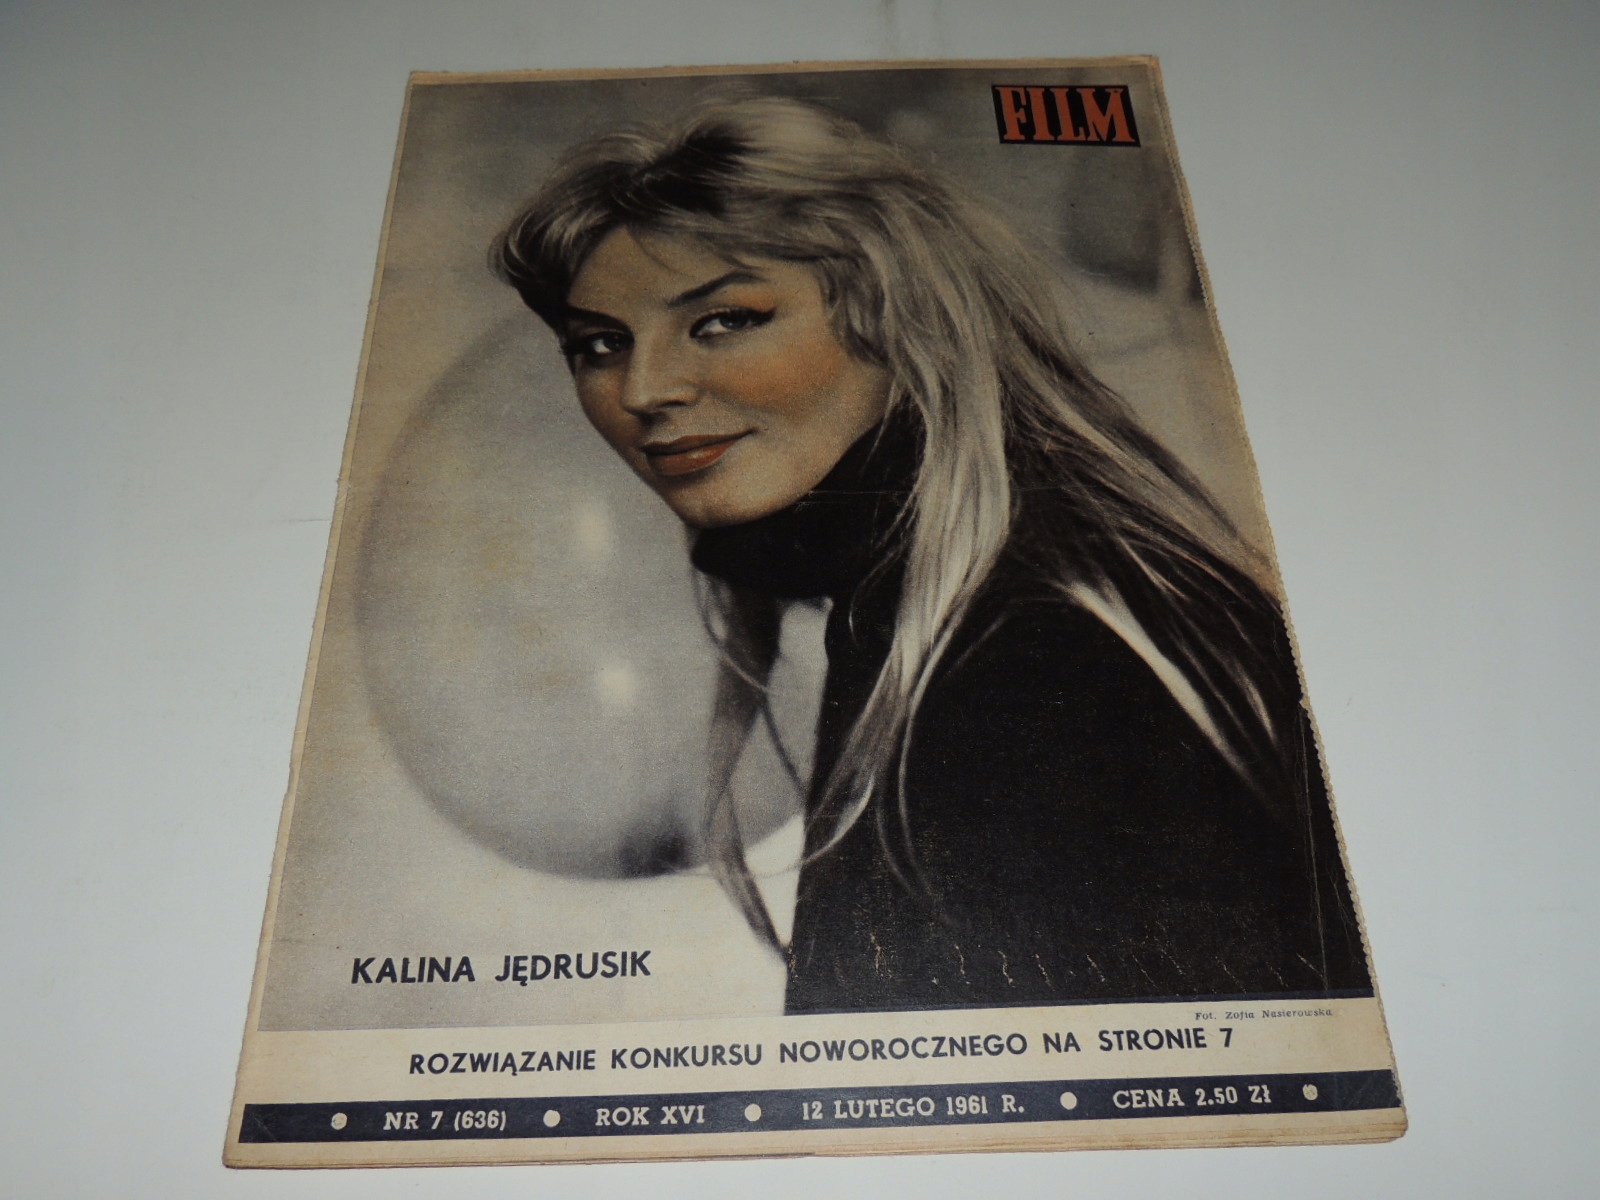 FILM
KALINA JĘDRUSIK
Fot. Zofia Nasierowska
ROZWIĄZANIE KONKURSU NOWOROCZNEGO NA STRONIE 7
NR 7 (636) ● ROK XVI ● 12 LUTEGO 1961 R. ● CENA 2.50 ZŁ